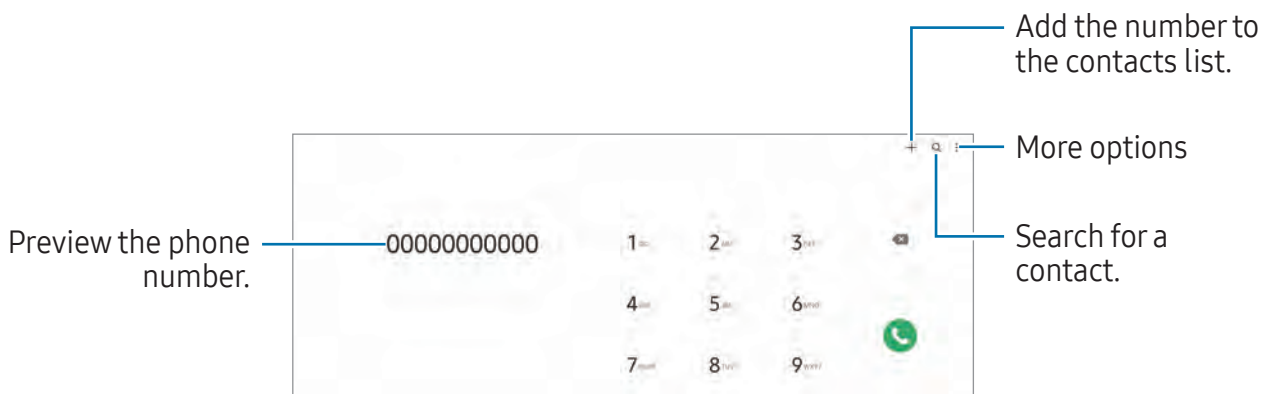 Add the number to
the contacts list.
More options
Preview the phone
number.
00000000000
1 2 3
Search for a
contact.
4 5 6
7 8 9